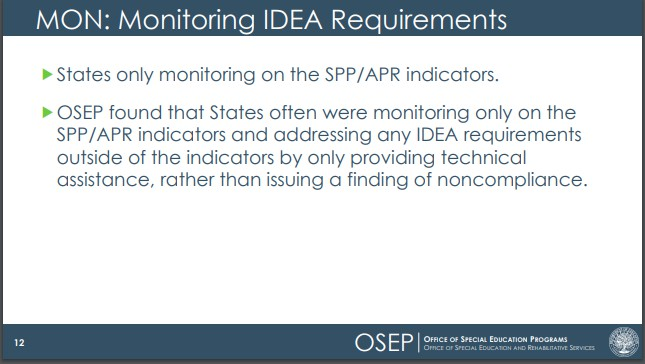 MON: Monitoring IDEA Requirements
States only monitoring on the SPP/APR indicators.
OSEP found that States often were monitoring only on the
SPP/APR indicators and addressing any IDEA requirements
outside of the indicators by only providing technical
assistance, rather than issuing a finding of noncompliance.
12
OSEP
OFFICE OF SPECIAL EDUCATION PROGRAMS
OFFICE OF SPECIAL EDUCATION AND REHABILITATIVE SERVICES